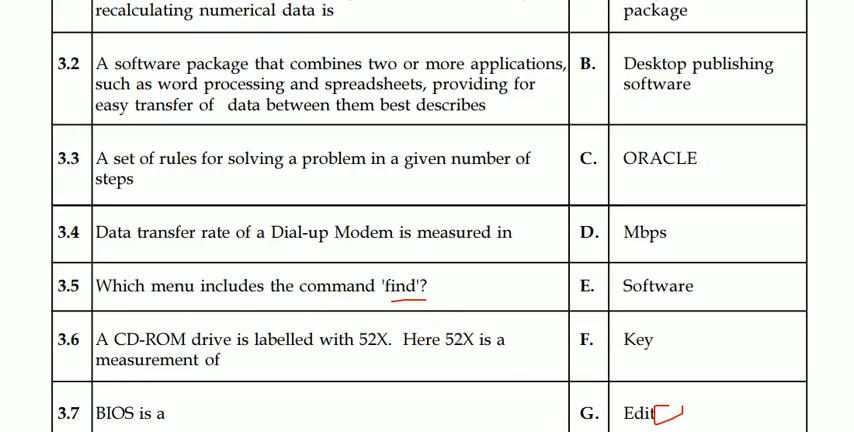 recalculating numerical data is
package
3.2 A software package that combines two or more applications, B. Desktop publishing
such as word processing and spreadsheets, providing for software
easy transfer of data between them best describes
3.3 A set of rules for solving a problem in a given number of C. ORACLE
steps
3.4 Data transfer rate of a Dial-up Modem is measured in D. Mbps
3.5 Which menu includes the command 'find'? E. Software
3.6 A CD-ROM drive is labelled with 52X. Here 52X is a F. Key
measurement of
3.7 BIOS is a G. Edit